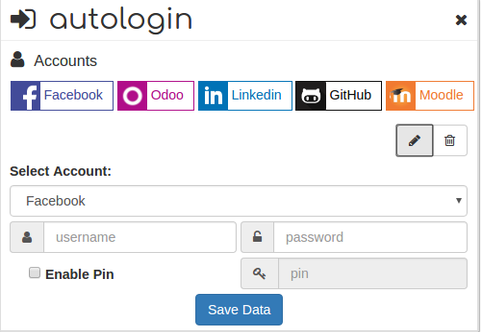 autologin
Accounts
Facebook Odoo Linkedin GitHub Moodle
Select Account:
Facebook
username password
Enable Pin pin
Save Data